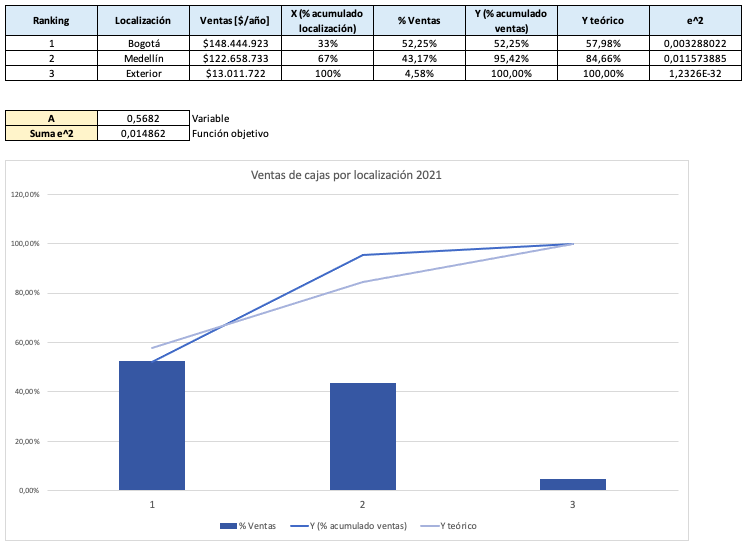 Ranking Localización Ventas [$/año] X (% acumulado localización) % Ventas Y (% acumulado ventas) Y teórico e^2
1 Bogotá $148.444.923 33% 52,25% 52,25% 57,98% 0,003288022
2 Medellín $122.658.733 67% 43,17% 95,42% 84,66% 0,011573885
3 Exterior $13.011.722 100% 4,58% 100,00% 100,00% 1,2326E-32
A 0,5682 Variable
Suma e^2 0,014862 Función objetivo
Ventas de cajas por localización 2021
120,00%
100,00%
80,00%
60,00%
40,00%
20,00%
0,00%
1 2 3
% Ventas Y (% acumulado ventas) Y teórico